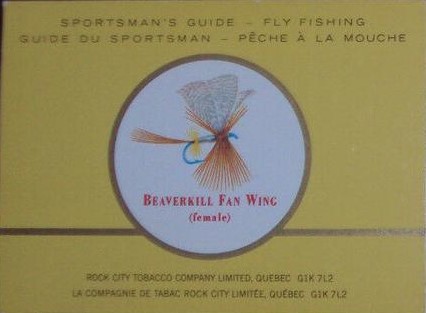 SPORTSMAN'S GUIDE – FLY FISHING
GUIDE DU SPORTSMAN – PÊCHE À LA MOUCHE
BEAVERKILL FAN WING
(female)
ROCK CITY TOBACCO COMPANY LIMITED, QUEBEC G1K 7L2
LA COMPAGNIE DE TABAC ROCK CITY LIMITÉE, QUÉBEC G1K 7L2